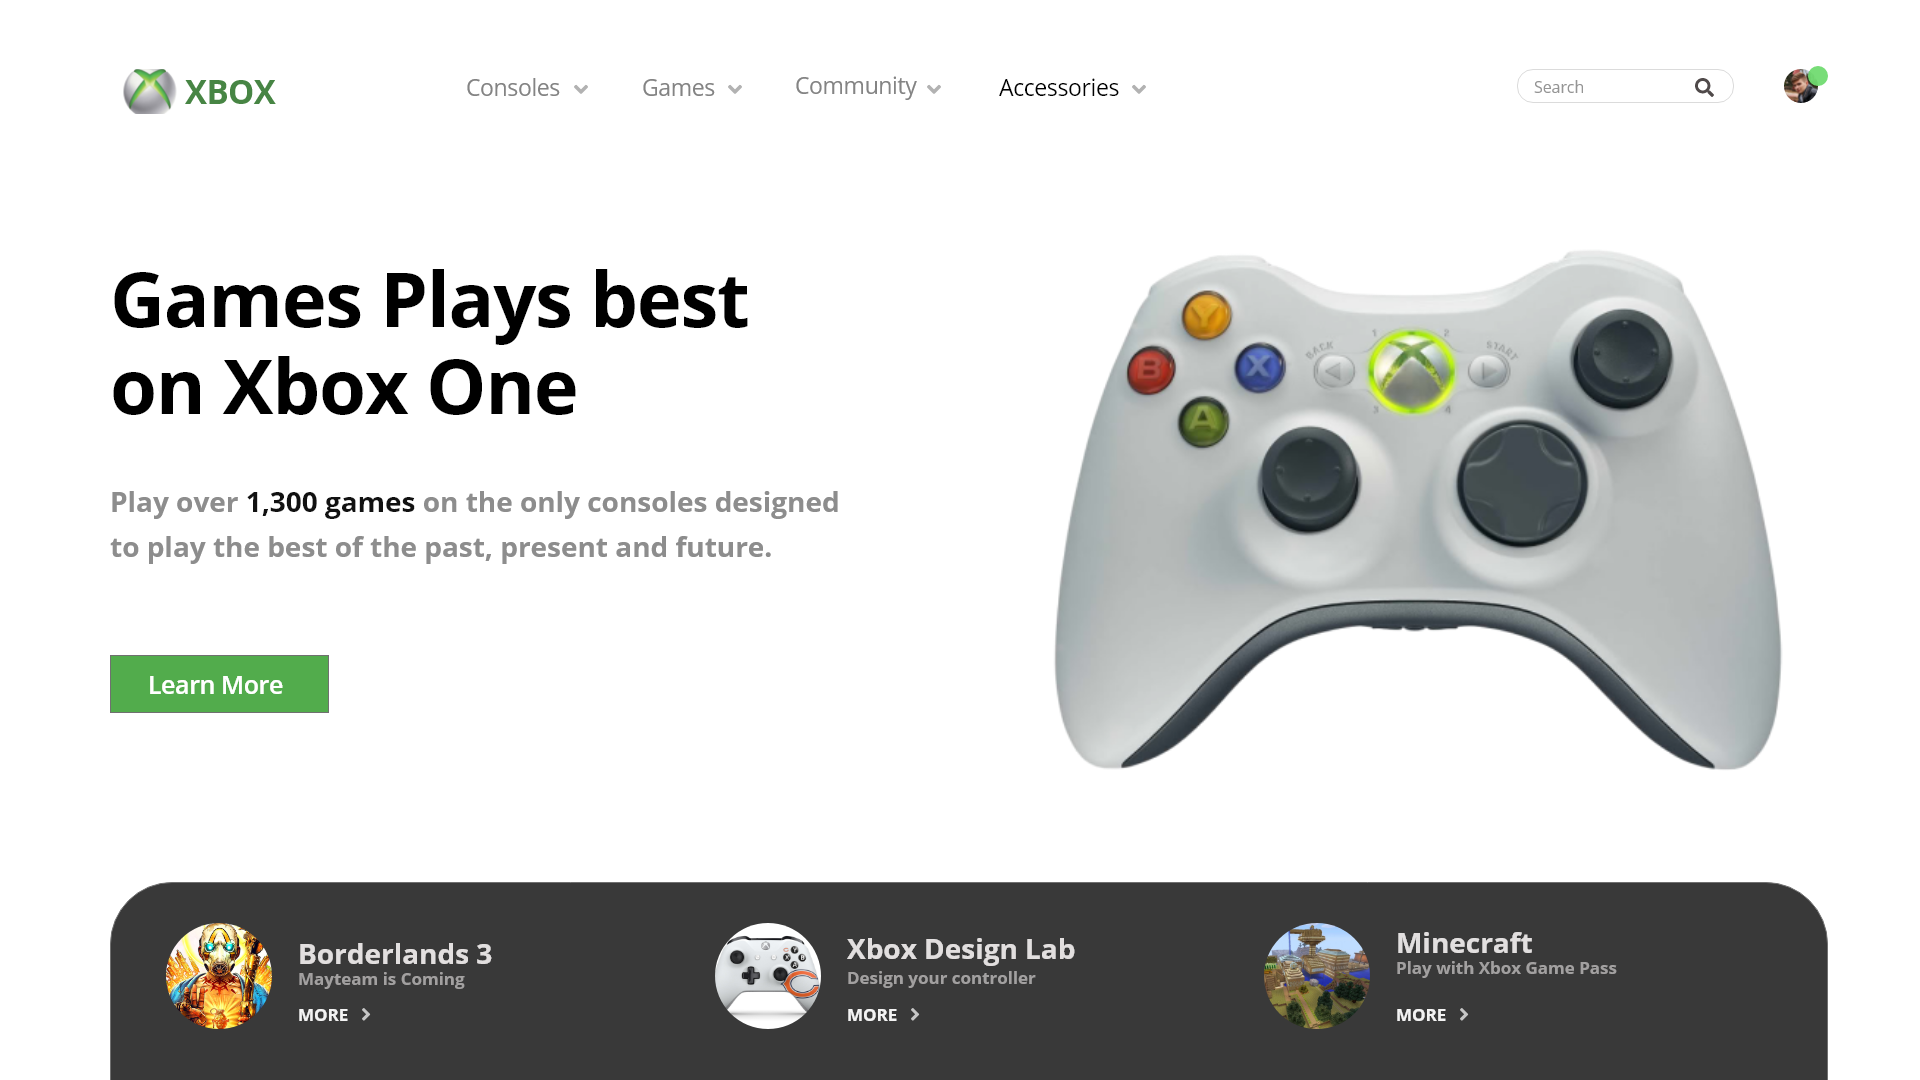 XBOX
Consoles
Games
Community
Accessories
Search
Games Plays best
on Xbox One
Play over 1,300 games on the only consoles designed
to play the best of the past, present and future.
Learn More
Y
B
X
A
BACK
START
1
2
3
4
Borderlands 3
Mayteam is Coming
MORE
Xbox Design Lab
Design your controller
MORE
Minecraft
Play with Xbox Game Pass
MORE